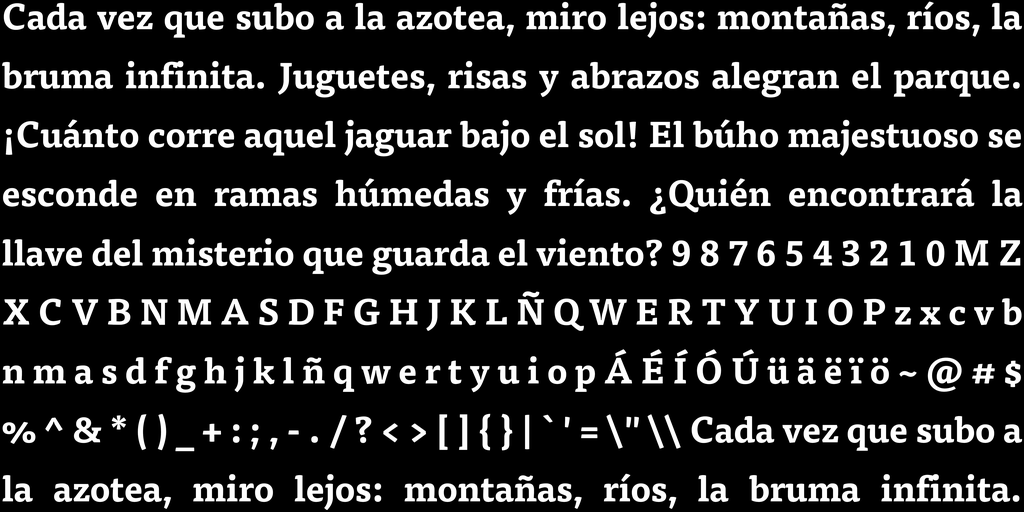 Cada vez que subo a la azotea, miro lejos: montañas, ríos, la
bruma infinita. Juguetes, risas y abrazos alegran el parque.
¡Cuánto corre aquel jaguar bajo el sol! El búho majestuoso se
esconde en ramas húmedas y frías. ¿Quién encontrará la
llave del misterio que guarda el viento? 9 8 7 6 5 4 3 2 1 0 M Z
X C V B N M A S D F G H J K L Ñ Q W E R T Y U I O P z x c v b
n m a s d f g h j k l ñ q w e r t y u i o p Á É Í Ó Ú ü ä ë ï ö ~ @ # $
% ^ & * ( ) _ + : ; , - . / ? < > [ ] { } | ` ' = \" \\ Cada vez que subo a
la azotea, miro lejos: montañas, ríos, la bruma infinita.